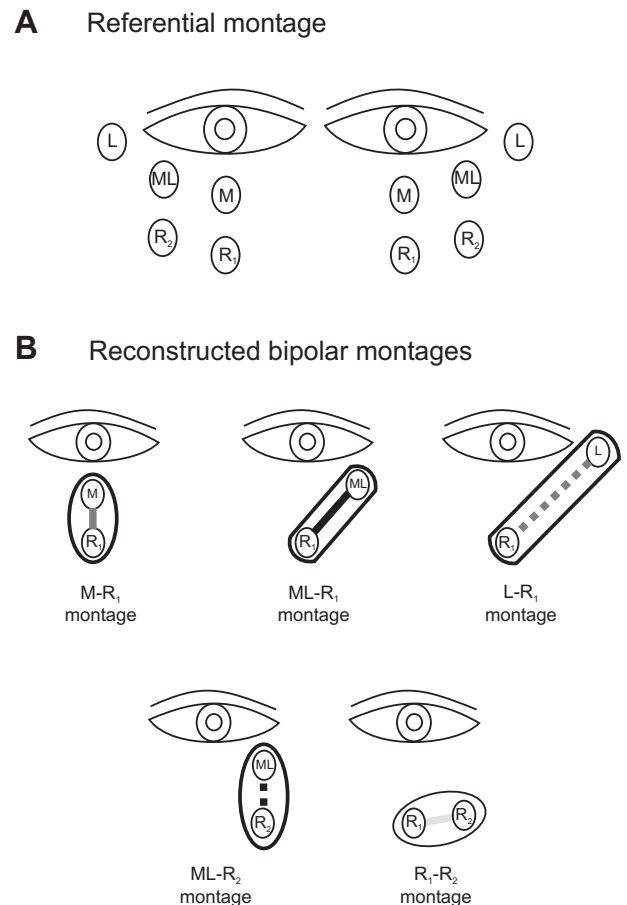 A Referential montage
L L
ML M M ML
R₂ R₁ R₁ R₂
B Reconstructed bipolar montages
M ML L
R₁ R₁ R₁
M-R₁ ML-R₁ L-R₁
montage montage montage
ML
R₂ R₁ R₂
ML-R₂ R₁-R₂
montage montage